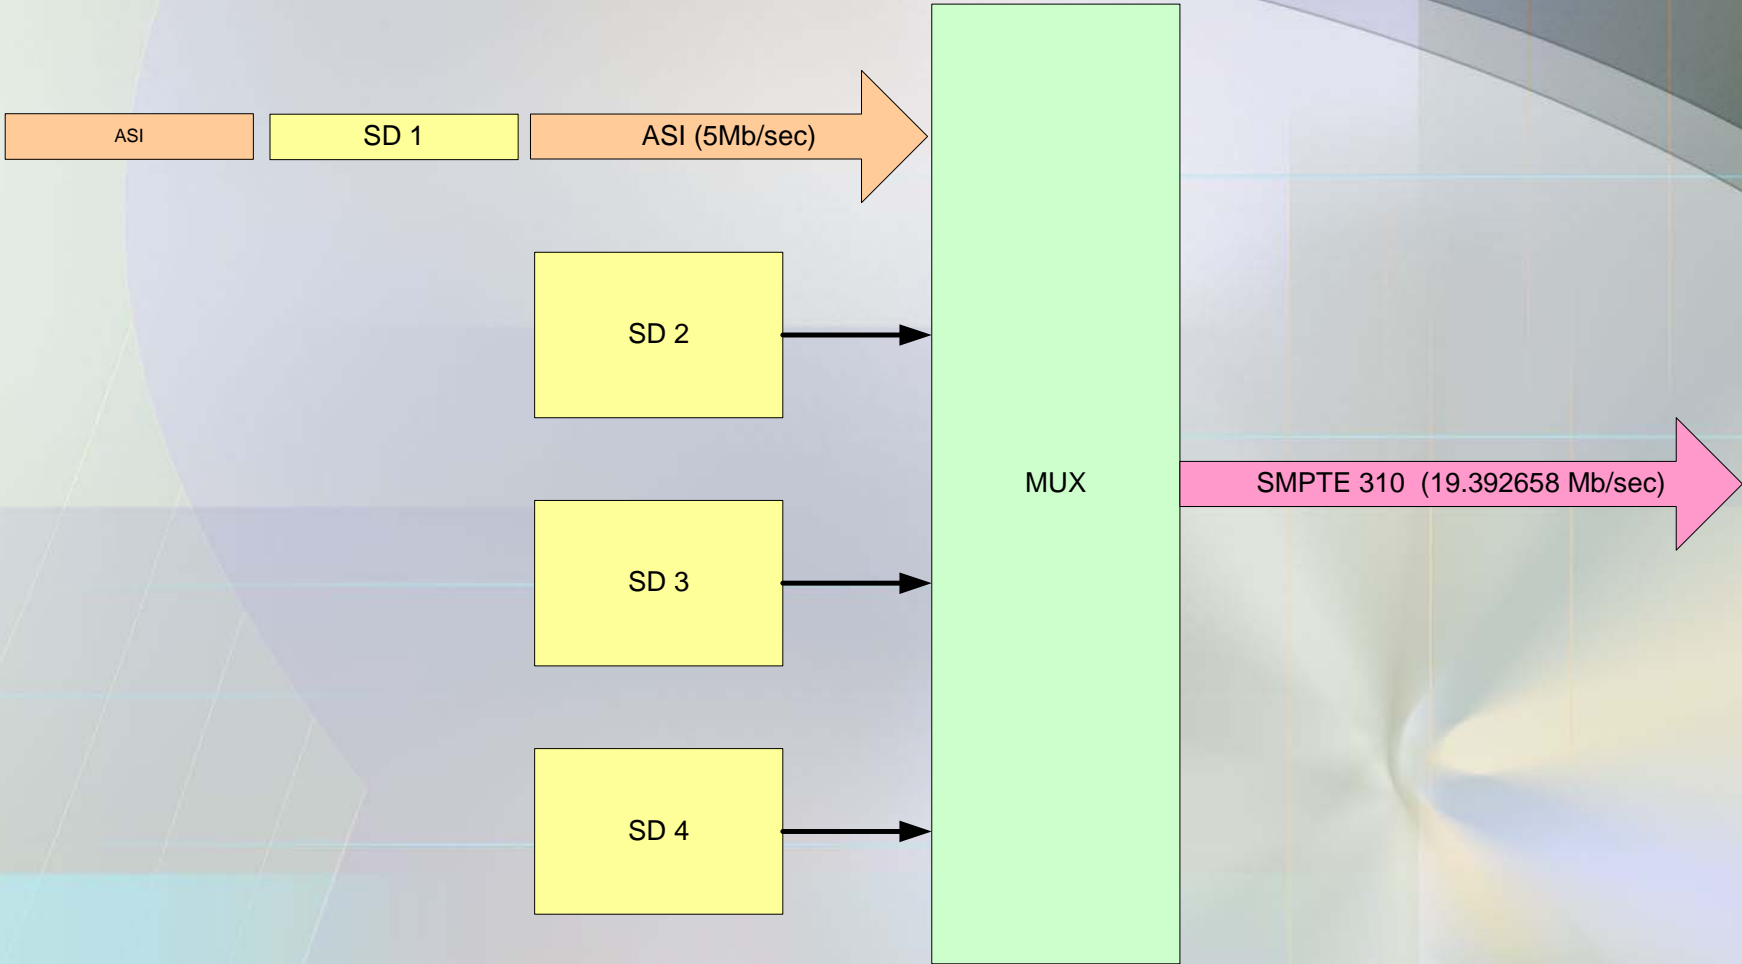 ASI
SD 1
ASI (5Mb/sec)
SD 2
MUX
SMPTE 310  (19.392658 Mb/sec)
SD 3
SD 4